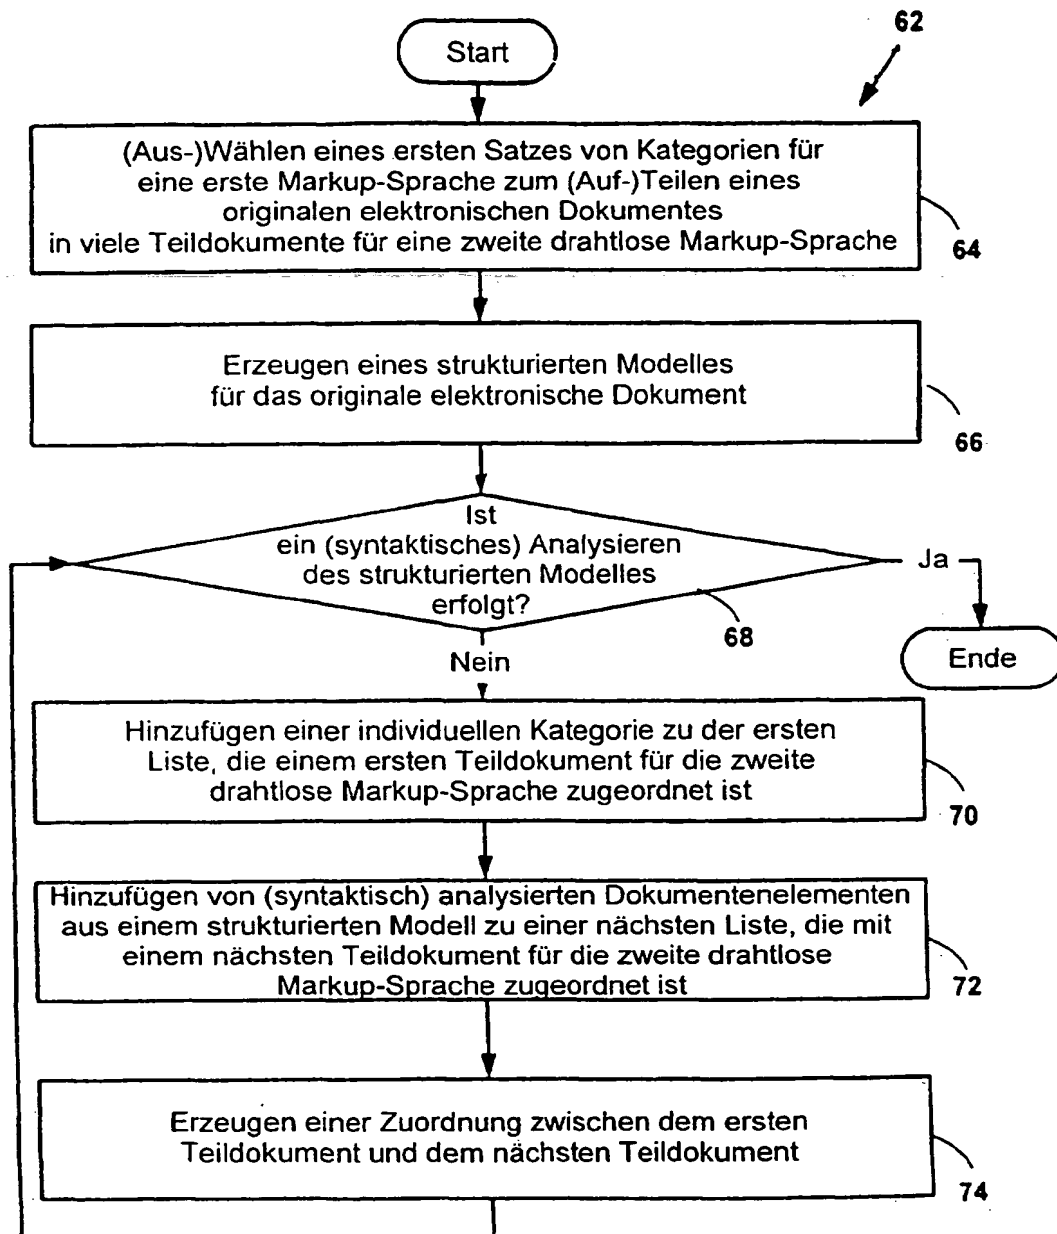 62
Start
(Aus-)Wählen eines ersten Satzes von Kategorien für
eine erste Markup-Sprache zum (Auf-)Teilen eines
originalen elektronischen Dokumentes
in viele Teildokumente für eine zweite drahtlose Markup-Sprache
64
Erzeugen eines strukturierten Modelles
für das originale elektronische Dokument
66
Ist
ein (syntaktisches) Analysieren
des strukturierten Modelles
erfolgt?
Ja
68
Nein
Ende
Hinzufügen einer individuellen Kategorie zu der ersten
Liste, die einem ersten Teildokument für die zweite
drahtlose Markup-Sprache zugeordnet ist
70
Hinzufügen von (syntaktisch) analysierten Dokumentenelementen
aus einem strukturierten Modell zu einer nächsten Liste, die mit
einem nächsten Teildokument für die zweite drahtlose
Markup-Sprache zugeordnet ist
72
Erzeugen einer Zuordnung zwischen dem ersten
Teildokument und dem nächsten Teildokument
74